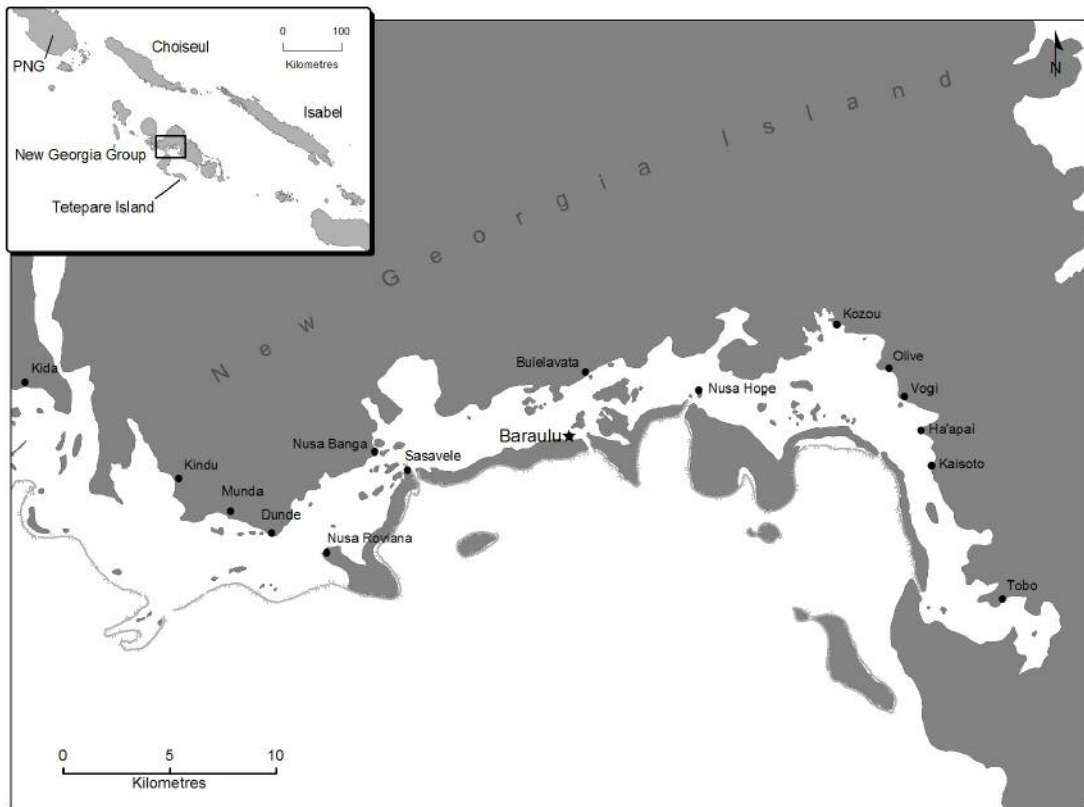 Choiseul
0 100
Kilometres
PNG
Isabel
New Georgia Group
Tetepare Island
N
New Georgia Island
Kozou
Kida
Bulelavata
Olive
Nusa Hope
Vogi
Baraulu
Ha'apai
Nusa Banga
Sasavele
Kaisoto
Kindu
Munda
Dunde
Nusa Roviana
Tobo
0 5 10
Kilometres